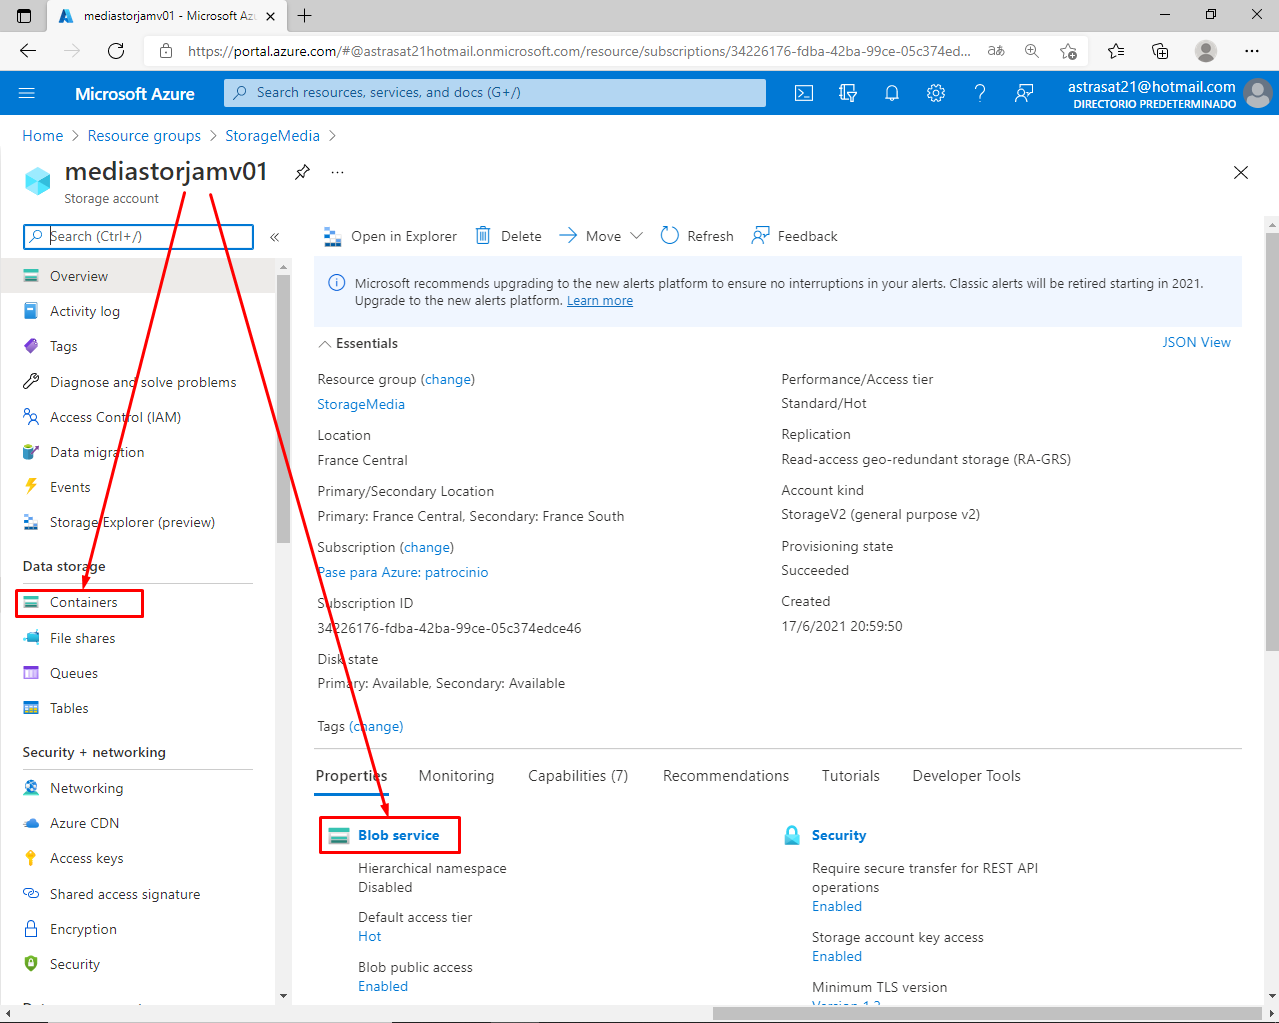 mediastorjamv01 - Microsoft Azu
https://portal.azure.com/#@astrasat21hotmail.onmicrosoft.com/resource/subscriptions/34226176-fdba-42ba-99ce-05c374ed...
Microsoft Azure
Search resources, services, and docs (G+/)
astrasat21@hotmail.com
DIRECTORIO PREDETERMINADO
Home > Resource groups > StorageMedia >
mediastorjamv01
Storage account
Search (Ctrl+/)
Overview
Activity log
Tags
Diagnose and solve problems
Access Control (IAM)
Data migration
Events
Storage Explorer (preview)
Data storage
Containers
File shares
Queues
Tables
Security + networking
Networking
Azure CDN
Access keys
Shared access signature
Encryption
Security
Open in Explorer
Delete
Move
Refresh
Feedback
Microsoft recommends upgrading to the new alerts platform to ensure no interruptions in your alerts. Classic alerts will be retired starting in 2021.
Upgrade to the new alerts platform. Learn more
Essentials
JSON View
Resource group (change)
StorageMedia
Location
France Central
Primary/Secondary Location
Primary: France Central, Secondary: France South
Subscription (change)
Pase para Azure: patrocinio
Subscription ID
34226176-fdba-42ba-99ce-05c374edce46
Disk state
Primary: Available, Secondary: Available
Tags (change)
Performance/Access tier
Standard/Hot
Replication
Read-access geo-redundant storage (RA-GRS)
Account kind
StorageV2 (general purpose v2)
Provisioning state
Succeeded
Created
17/6/2021 20:59:50
Properties
Monitoring
Capabilities (7)
Recommendations
Tutorials
Developer Tools
Blob service
Hierarchical namespace
Disabled
Default access tier
Hot
Blob public access
Enabled
Security
Require secure transfer for REST API
operations
Enabled
Storage account key access
Enabled
Minimum TLS version
Version 1.2